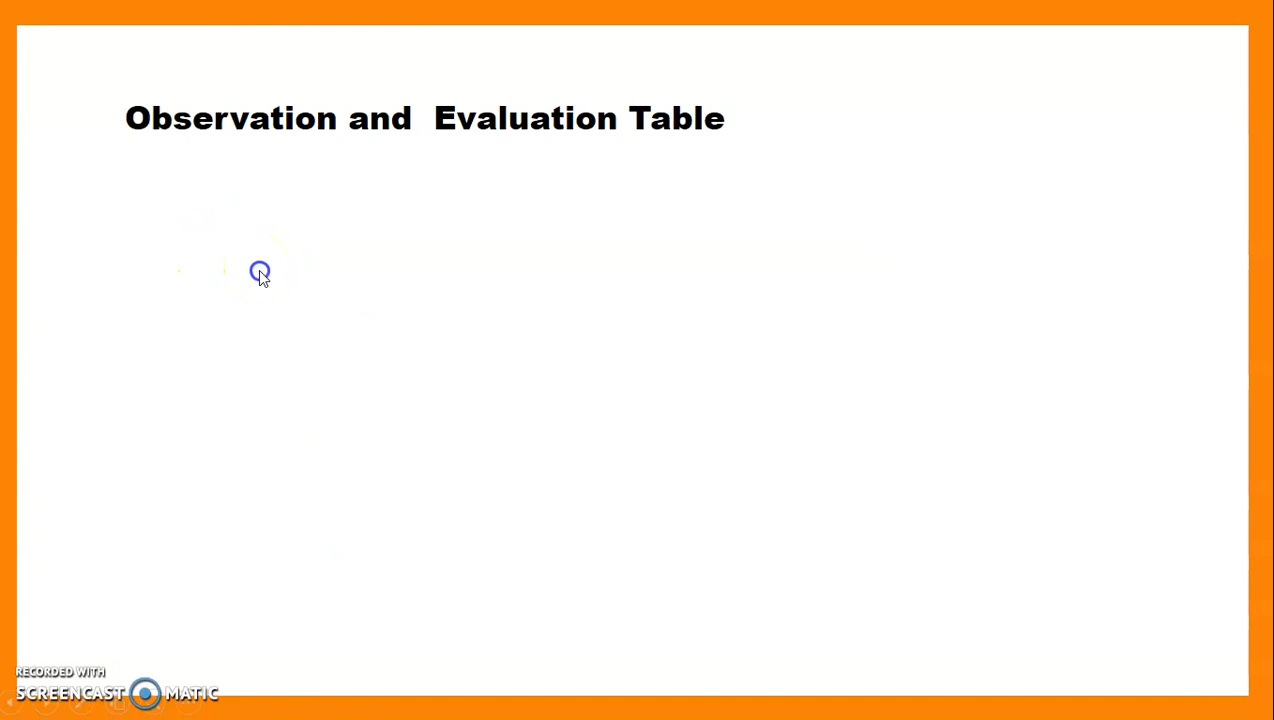 Observation and  Evaluation Table
RECORDED WITH
SCREENCAST MATIC